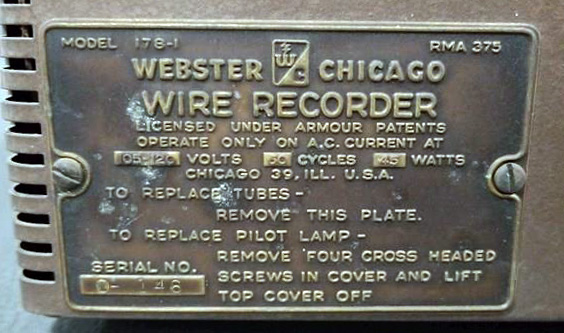 MODEL 178-1 RMA 375
WEBSTER W C CHICAGO
WIRE RECORDER
LICENSED UNDER ARMOUR PATENTS
OPERATE ONLY ON A.C. CURRENT AT
105-120 VOLTS 60 CYCLES 45 WATTS
CHICAGO 39, ILL. U.S.A.
TO REPLACE TUBES-
REMOVE THIS PLATE.
TO REPLACE PILOT LAMP-
REMOVE FOUR CROSS HEADED
SCREWS IN COVER AND LIFT
TOP COVER OFF
SERIAL NO.